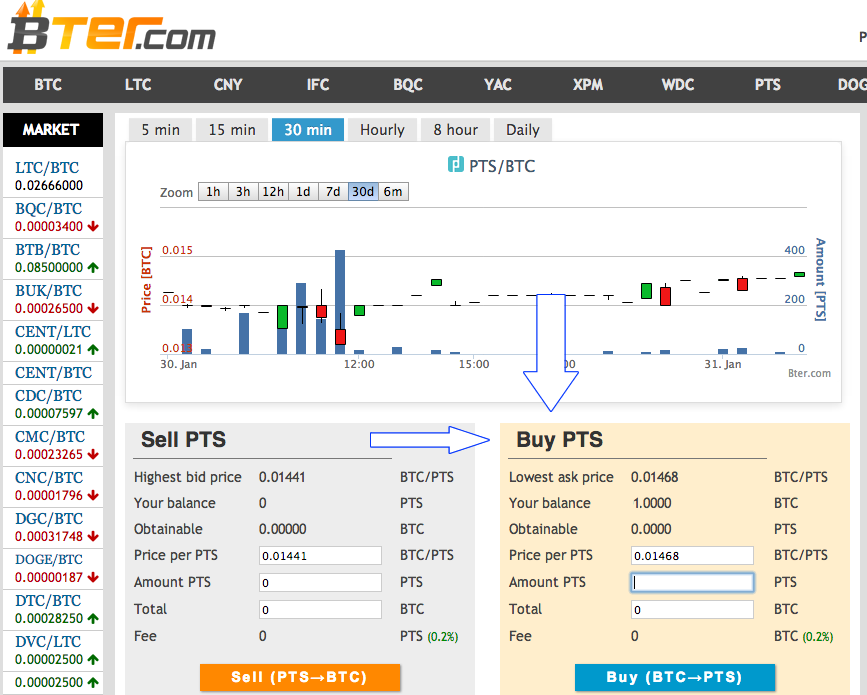 BTer.com
P
BTC LTC CNY IFC BQC YAC XPM WDC PTS DOG
MARKET
LTC/BTC
0.02666000
BQC/BTC
0.00003400
BTB/BTC
0.08500000
BUK/BTC
0.00026500
CENT/LTC
0.00000021
CENT/BTC
CDC/BTC
0.00007597
CMC/BTC
0.00023265
CNC/BTC
0.00001796
DGC/BTC
0.00031748
DOGE/BTC
0.00000187
DTC/BTC
0.00028250
DVC/LTC
0.00002500
0.00002500
5 min 15 min 30 min Hourly 8 hour Daily
PTS/BTC
Zoom 1h 3h 12h 1d 7d 30d 6m
Price [BTC]
0.015
0.014
0.013
400
200
0
Amount [PTS]
30. Jan 12:00 15:00 :00 31. Jan
Bter.com
Sell PTS
Highest bid price 0.01441 BTC/PTS
Your balance 0 PTS
Obtainable 0.00000 BTC
Price per PTS 0.01441 BTC/PTS
Amount PTS 0 PTS
Total 0 BTC
Fee 0 PTS (0.2%)
Sell (PTS→BTC)
Buy PTS
Lowest ask price 0.01468 BTC/PTS
Your balance 1.0000 BTC
Obtainable 0.0000 PTS
Price per PTS 0.01468 BTC/PTS
Amount PTS PTS
Total 0 BTC
Fee 0 BTC (0.2%)
Buy (BTC→PTS)